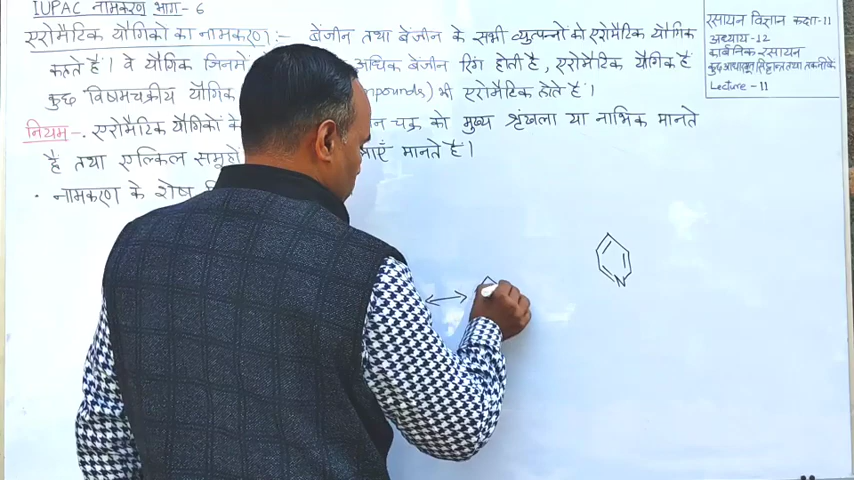 IUPAC नामकरण भाग- 6
एरोमैटिक यौगिकों का नामकरण :- बेंजीन तथा बेंजीन के सभी व्युत्पन्नों को एरोमैटिक यौगिक
कहते हैं। वे यौगिक जिनमें अधिक बेंजीन रिंग होती है, एरोमैटिक यौगिक हैं
कुछ विषमचक्रीय यौगिक mpounds) भी एरोमैटिक होते हैं।
नियम - . एरोमैटिक यौगिकों के न-चक्र को मुख्य श्रृंखला या नाभिक मानते
है तथा एल्किल समूहों एँ मानते है।
. नामकरण के शेष
रसायन विज्ञान कक्षा-11
अध्याय-12
कार्बनिक रसायन
कुछ आधारभूत सिद्धान्त तथा तकनीके
Lecture - 11
N